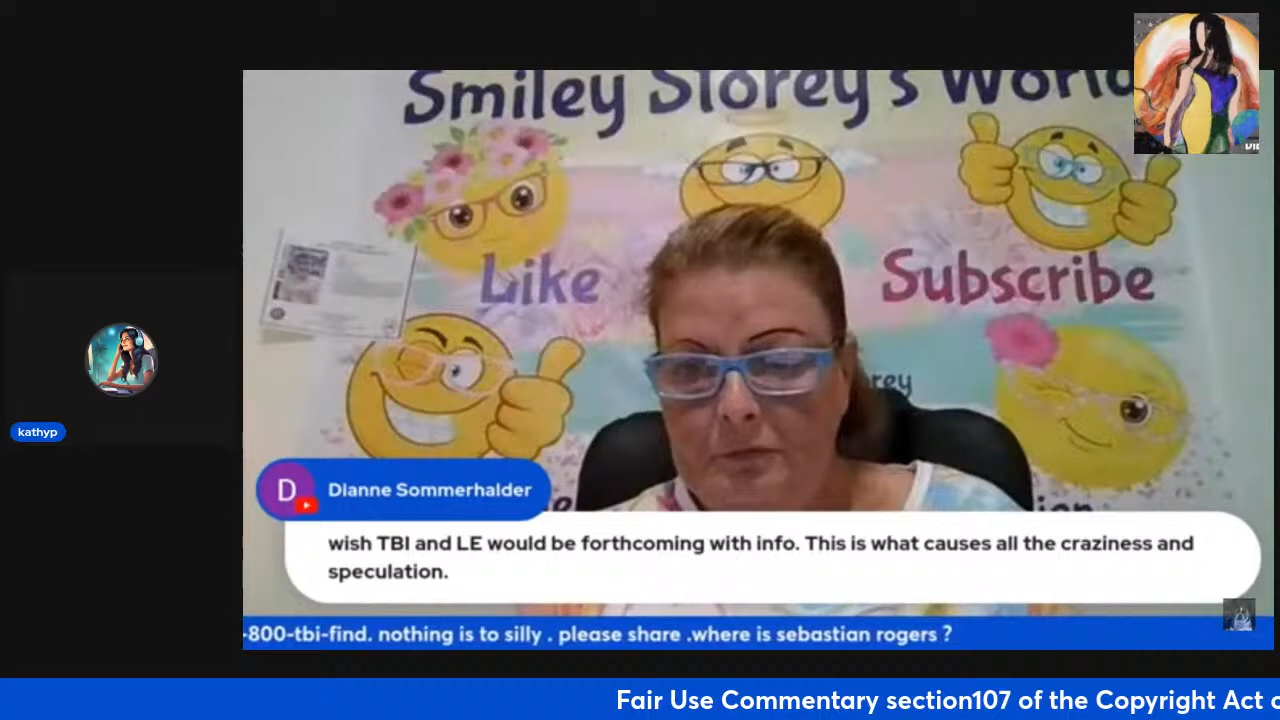 Smiley Storey's World
Like
Subscribe
kathyp
D
Dianne Sommerhalder
wish TBI and LE would be forthcoming with info. This is what causes all the craziness and
speculation.
-800-tbi-find. nothing is to silly . please share .where is sebastian rogers ?
Fair Use Commentary section107 of the Copyright Act